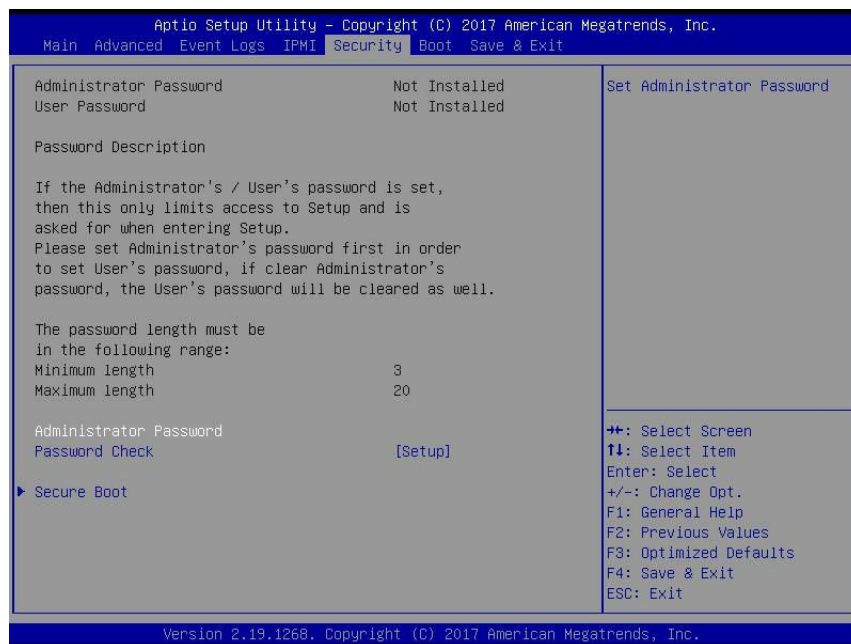 Aptio Setup Utility – Copyright (C) 2017 American Megatrends, Inc.
Main Advanced Event Logs IPMI Security Boot Save & Exit
Administrator Password Not Installed
User Password Not Installed
Password Description
If the Administrator's / User's password is set,
then this only limits access to Setup and is
asked for when entering Setup.
Please set Administrator's password first in order
to set User's password, if clear Administrator's
password, the User's password will be cleared as well.
The password length must be
in the following range:
Minimum length 3
Maximum length 20
Administrator Password
Password Check [Setup]
Secure Boot
Set Administrator Password
→←: Select Screen
↑↓: Select Item
Enter: Select
+/-: Change Opt.
F1: General Help
F2: Previous Values
F3: Optimized Defaults
F4: Save & Exit
ESC: Exit
Version 2.19.1268. Copyright (C) 2017 American Megatrends, Inc.